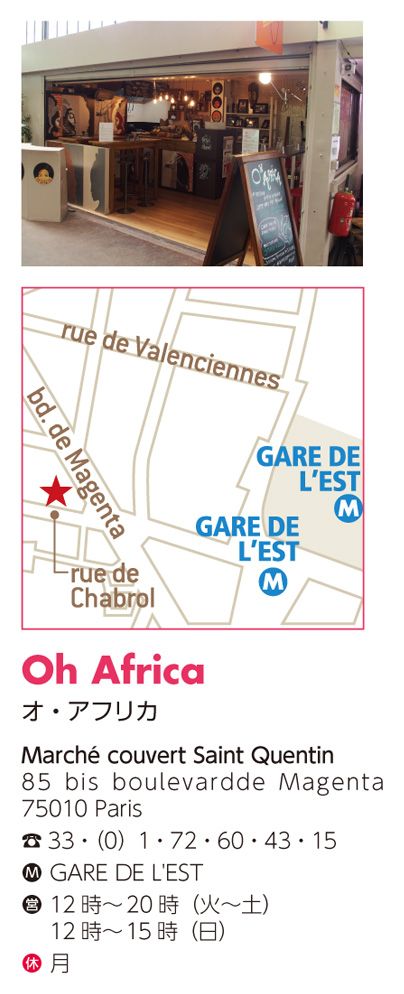 Oh
AFRICA
rue de Valenciennes
bd. de Magenta
GARE DE
L'EST
M
GARE DE
L'EST
M
rue de
Chabrol
Oh Africa
オ・アフリカ
Marché couvert Saint Quentin
85 bis boulevardde Magenta
75010 Paris
☎ 33・(0) 1・72・60・43・15
M GARE DE L'EST
営 12時〜20時（火〜土）
12時〜15時（日）
休 月